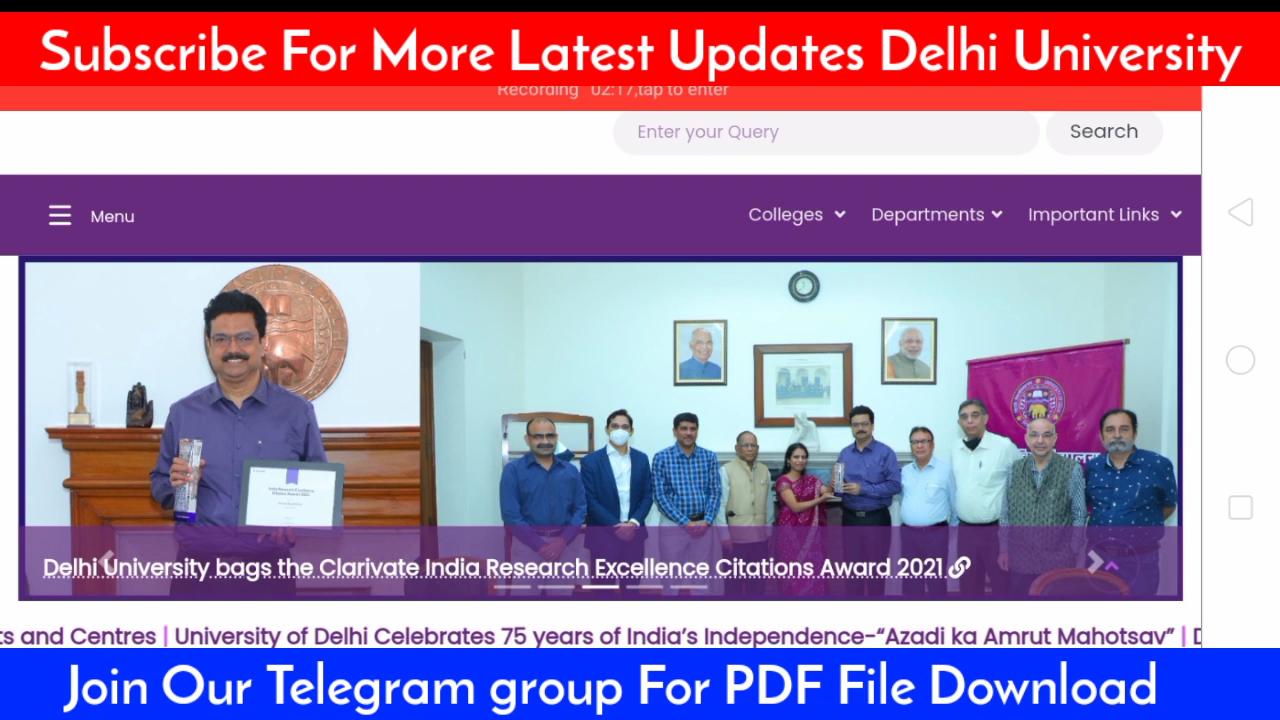 Subscribe For More Latest Updates Delhi University
Recording 02:17,tap to enter
Enter your Query
Search
Menu
Colleges
Departments
Important Links
Delhi University bags the Clarivate India Research Excellence Citations Award 2021
ts and Centres | University of Delhi Celebrates 75 years of India’s Independence-“Azadi ka Amrut Mahotsav” | D
Join Our Telegram group For PDF File Download